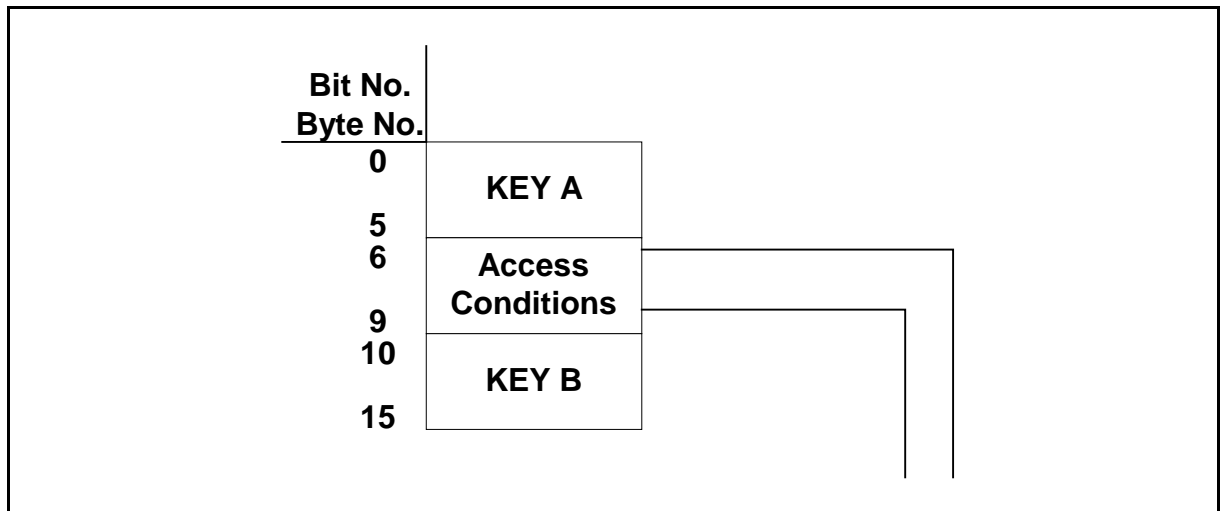 Bit No.
Byte No.
0
KEY A
5
6
Access
Conditions
9
10
KEY B
15